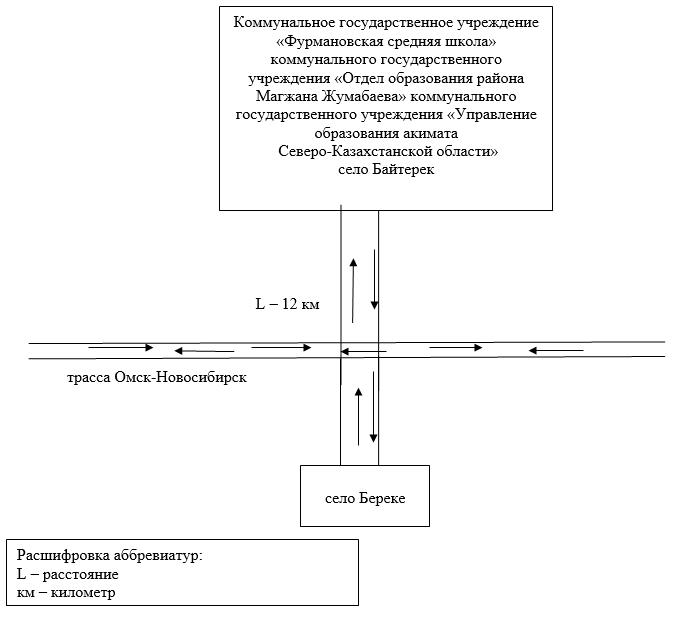 Коммунальное государственное учреждение
«Фурмановская средняя школа»
коммунального государственного
учреждения «Отдел образования района
Магжана Жумабаева» коммунального
государственного учреждения «Управление
образования акимата
Северо-Казахстанской области»
село Байтерек
L – 12 км
трасса Омск-Новосибирск
село Береке
Расшифровка аббревиатур:
L – расстояние
км – километр